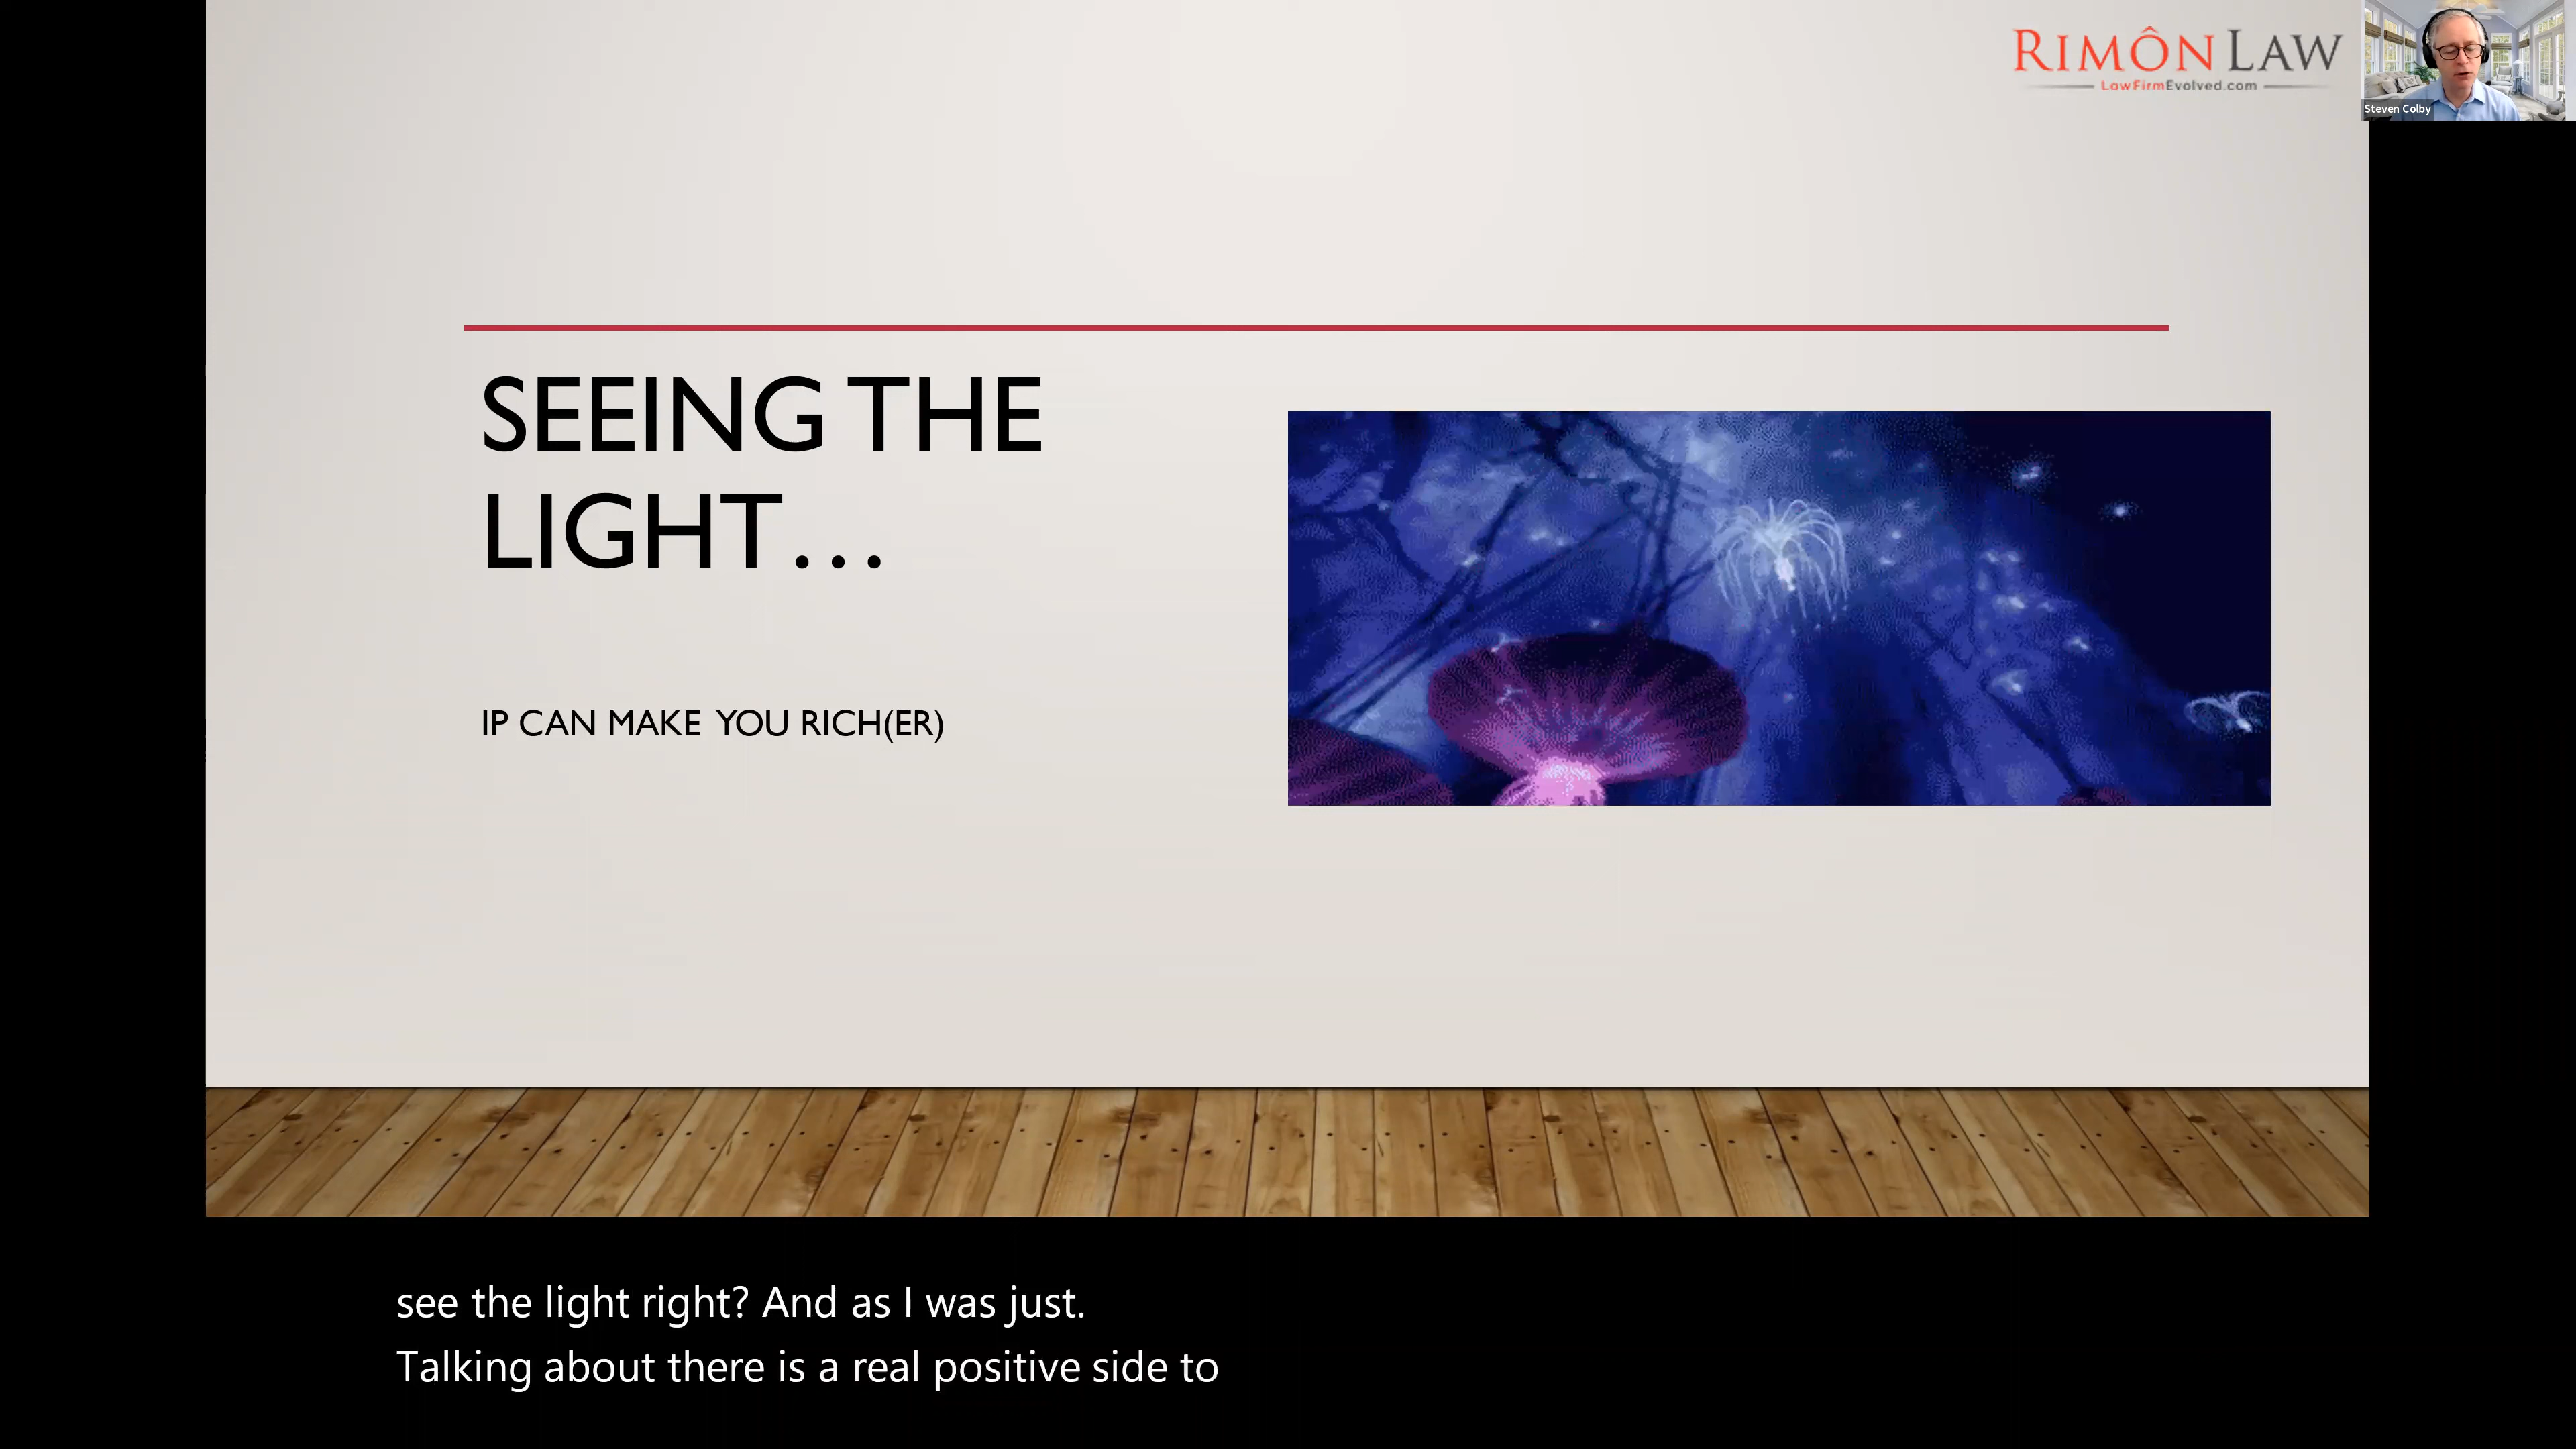 RIMÔN LAW
LawFirmEvolved.com
Steven Colby
SEEING THE
LIGHT...
IP CAN MAKE YOU RICH(ER)
see the light right? And as I was just.
Talking about there is a real positive side to